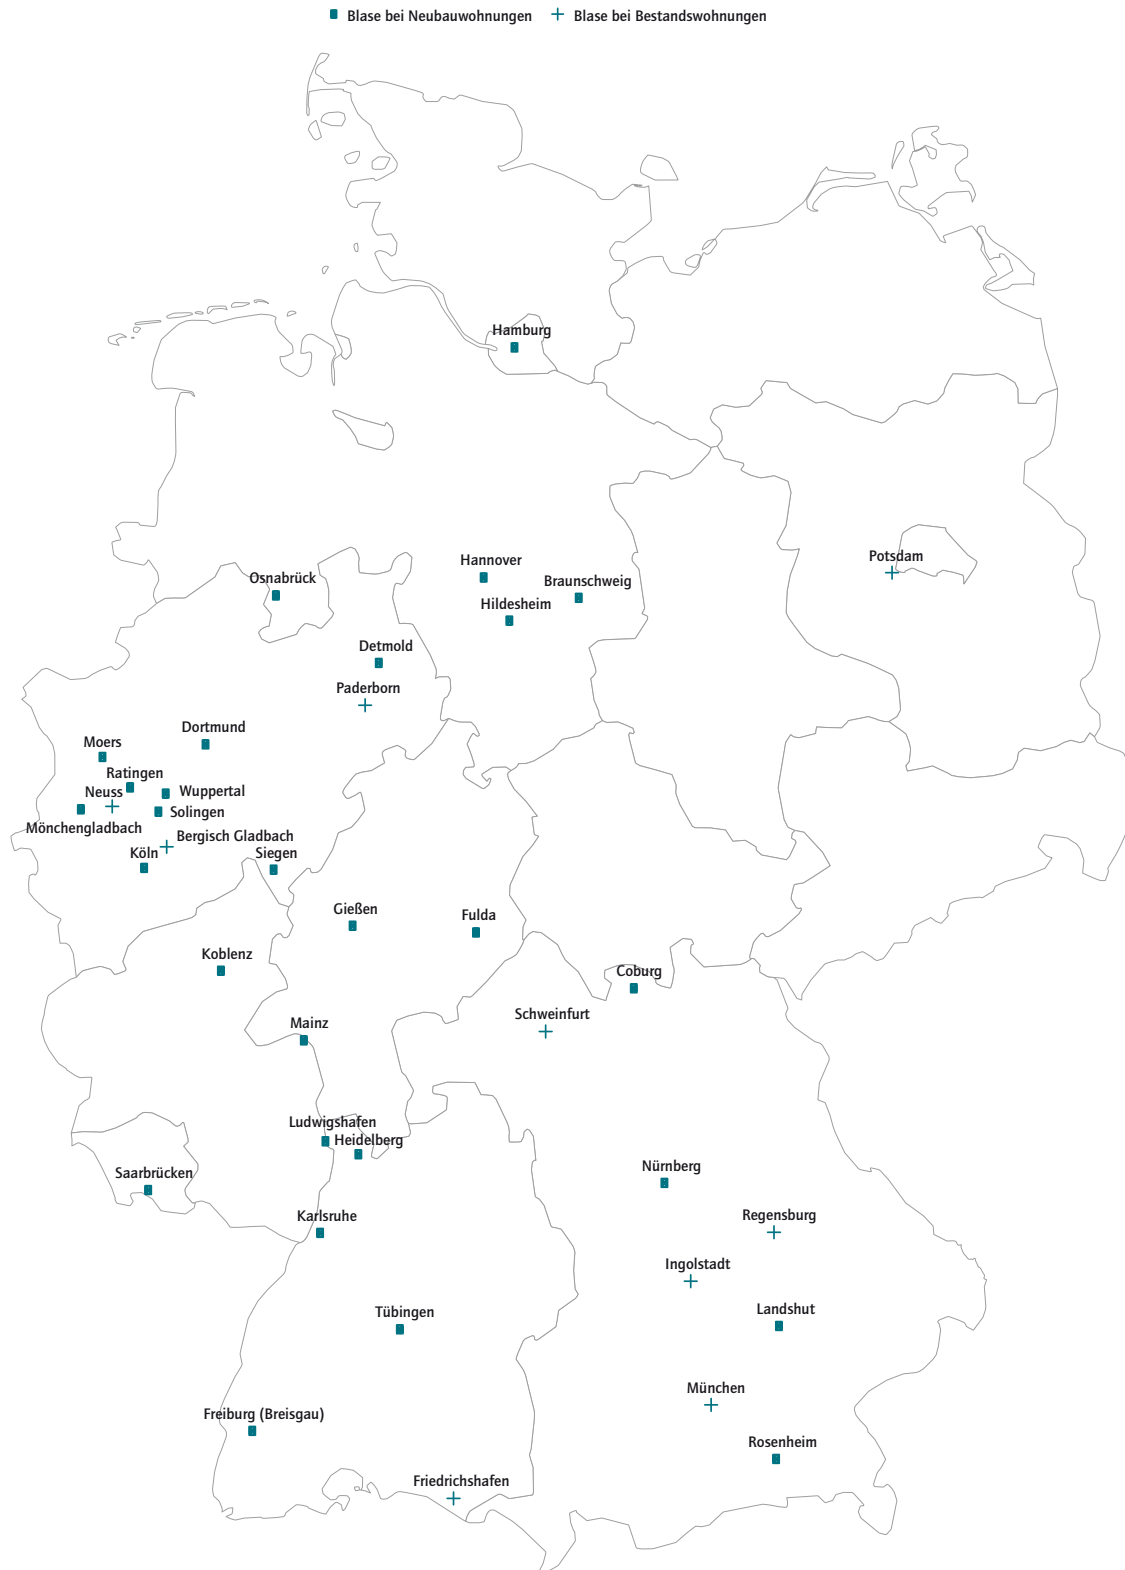 Blase bei Neubauwohnungen Blase bei Bestandswohnungen
Hamburg
Potsdam
Hannover
Osnabrück
Braunschweig
Hildesheim
Detmold
Paderborn
Dortmund
Moers
Ratingen
Neuss
Wuppertal
Solingen
Mönchengladbach
Bergisch Gladbach
Köln
Siegen
Gießen
Fulda
Koblenz
Coburg
Schweinfurt
Mainz
Ludwigshafen
Heidelberg
Nürnberg
Saarbrücken
Karlsruhe
Regensburg
Ingolstadt
Landshut
Tübingen
München
Freiburg (Breisgau)
Rosenheim
Friedrichshafen